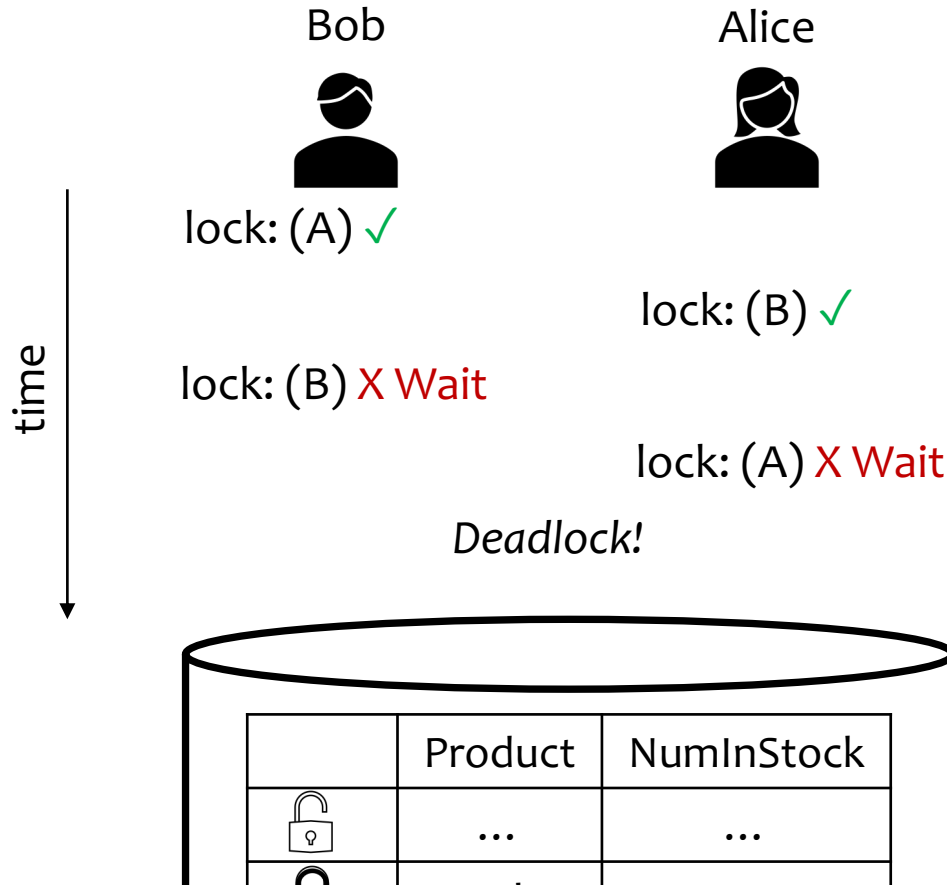 Bob Alice
lock: (A) ✓
lock: (B) ✓
time
lock: (B) X Wait
lock: (A) X Wait
Deadlock!
Product NumInStock
... ...